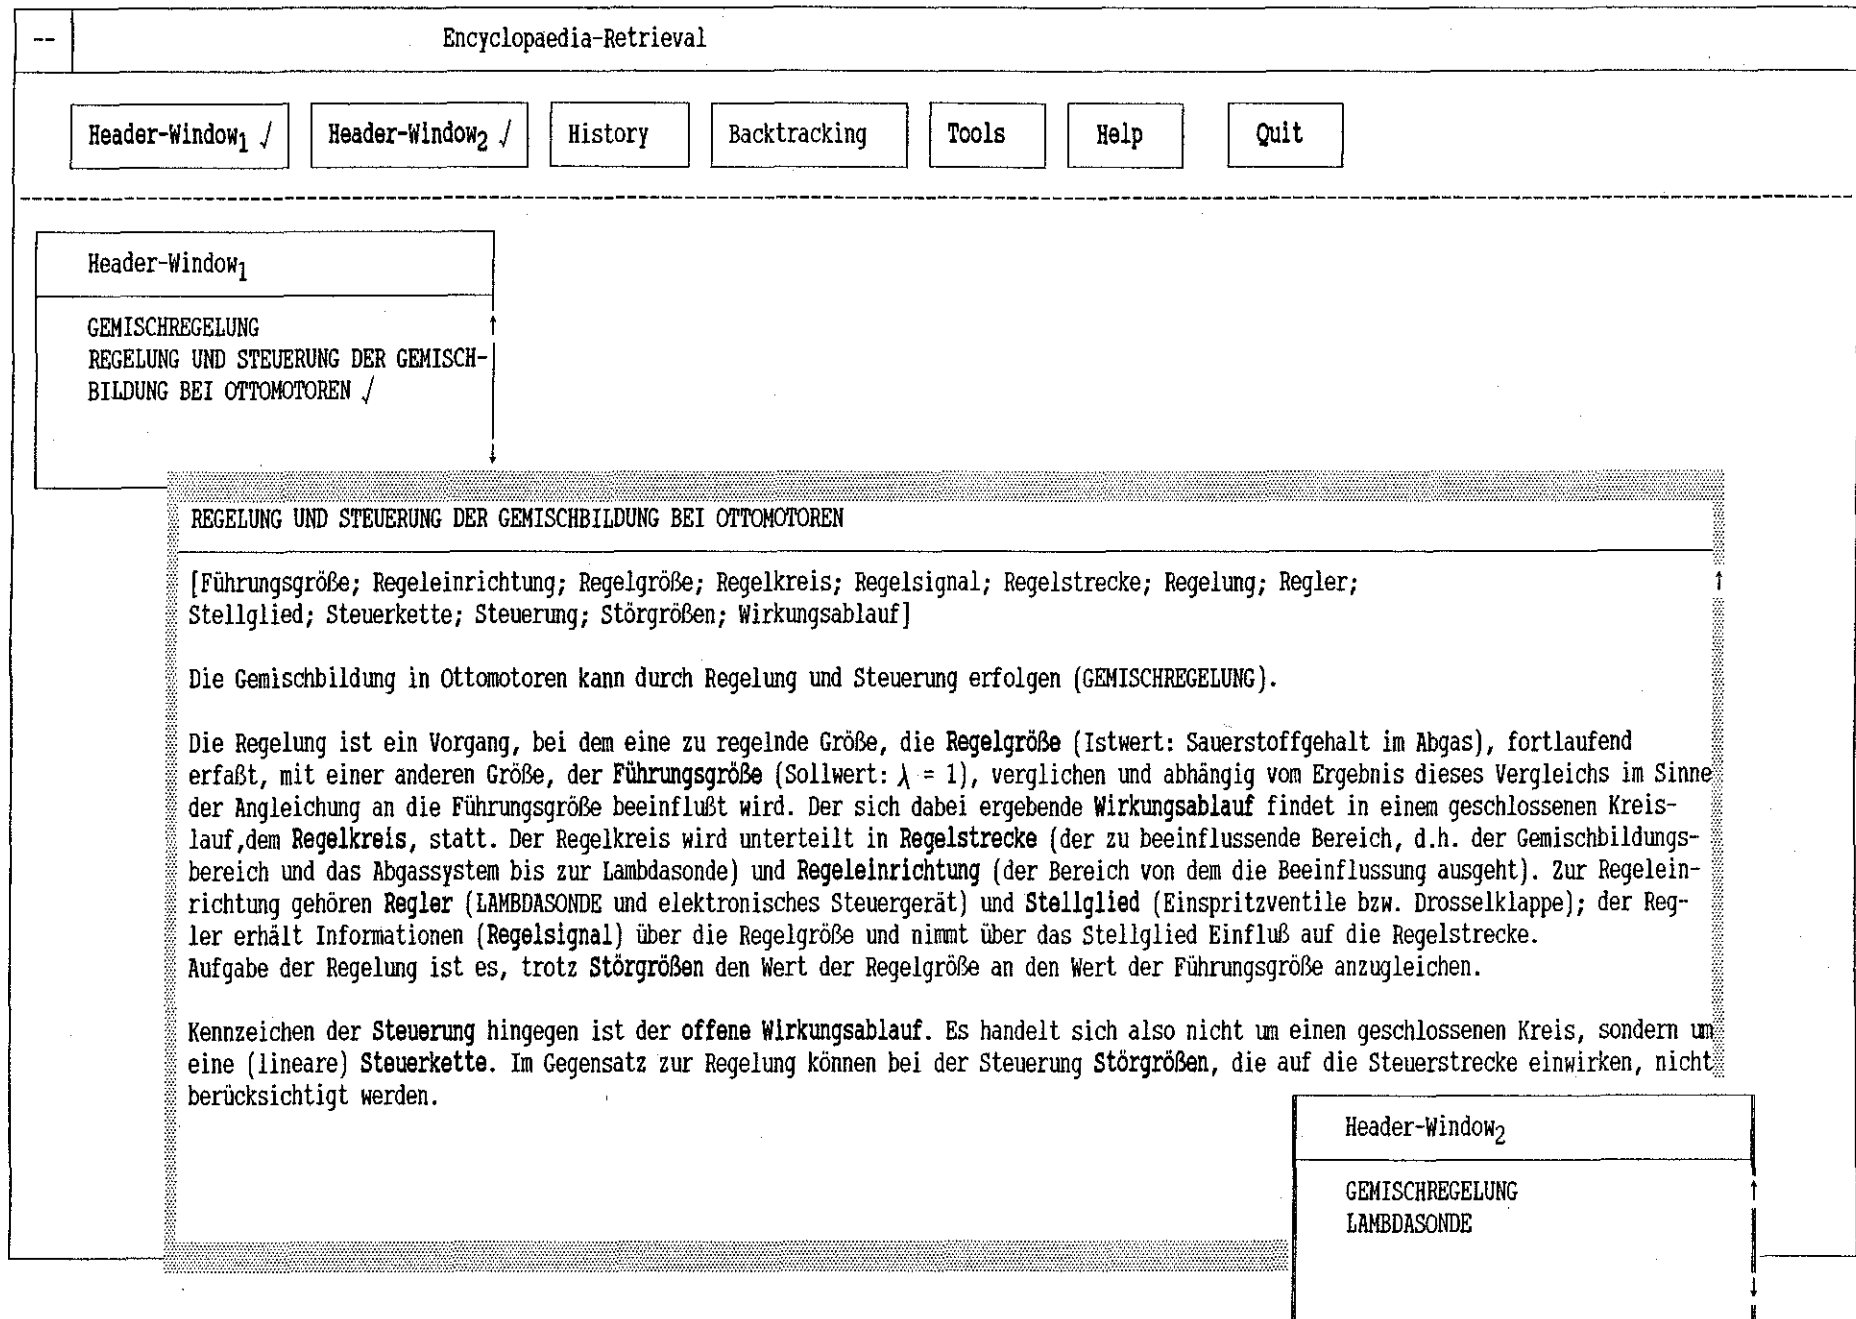 --
Encyclopaedia-Retrieval
Header-Window₁ √ Header-Window₂ √ History Backtracking Tools Help Quit
Header-Window₁
GEMISCHREGELUNG
REGELUNG UND STEUERUNG DER GEMISCH-
BILDUNG BEI OTTOMOTOREN √
REGELUNG UND STEUERUNG DER GEMISCHBILDUNG BEI OTTOMOTOREN
[Führungsgröße; Regeleinrichtung; Regelgröße; Regelkreis; Regelsignal; Regelstrecke; Regelung; Regler;
Stellglied; Steuerkette; Steuerung; Störgrößen; Wirkungsablauf]
Die Gemischbildung in Ottomotoren kann durch Regelung und Steuerung erfolgen (GEMISCHREGELUNG).
Die Regelung ist ein Vorgang, bei dem eine zu regelnde Größe, die Regelgröße (Istwert: Sauerstoffgehalt im Abgas), fortlaufend
erfaßt, mit einer anderen Größe, der Führungsgröße (Sollwert: λ = 1), verglichen und abhängig vom Ergebnis dieses Vergleichs im Sinne
der Angleichung an die Führungsgröße beeinflußt wird. Der sich dabei ergebende Wirkungsablauf findet in einem geschlossenen Kreis-
lauf,dem Regelkreis, statt. Der Regelkreis wird unterteilt in Regelstrecke (der zu beeinflussende Bereich, d.h. der Gemischbildungs-
bereich und das Abgassystem bis zur Lambdasonde) und Regeleinrichtung (der Bereich von dem die Beeinflussung ausgeht). Zur Regelein-
richtung gehören Regler (LAMBDASONDE und elektronisches Steuergerät) und Stellglied (Einspritzventile bzw. Drosselklappe); der Reg-
ler erhält Informationen (Regelsignal) über die Regelgröße und nimmt über das Stellglied Einfluß auf die Regelstrecke.
Aufgabe der Regelung ist es, trotz Störgrößen den Wert der Regelgröße an den Wert der Führungsgröße anzugleichen.
Kennzeichen der Steuerung hingegen ist der offene Wirkungsablauf. Es handelt sich also nicht um einen geschlossenen Kreis, sondern um
eine (lineare) Steuerkette. Im Gegensatz zur Regelung können bei der Steuerung Störgrößen, die auf die Steuerstrecke einwirken, nicht
berücksichtigt werden.
Header-Window₂
GEMISCHREGELUNG
LAMBDASONDE